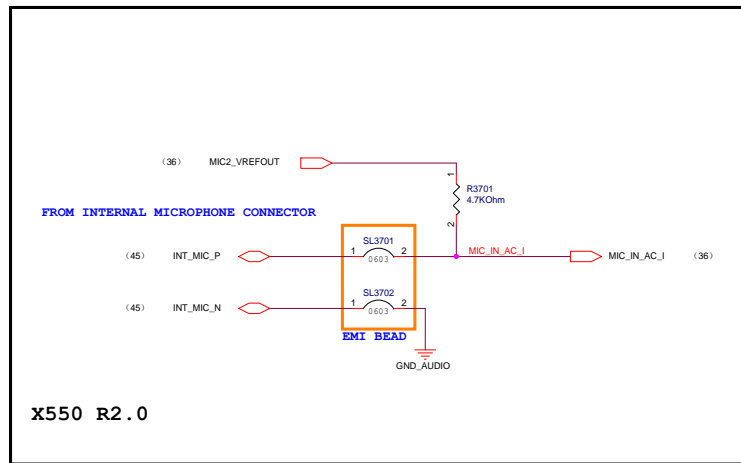 （36） MIC2_VREFOUT
1
R3701
4.7KOhm
2
FROM INTERNAL MICROPHONE CONNECTOR
SL3701
（45） INT_MIC_P 1 2 MIC_IN_AC_I MIC_IN_AC_I （36）
0603
SL3702
（45） INT_MIC_N 1 2
0603
EMI BEAD
GND_AUDIO
X550 R2.0